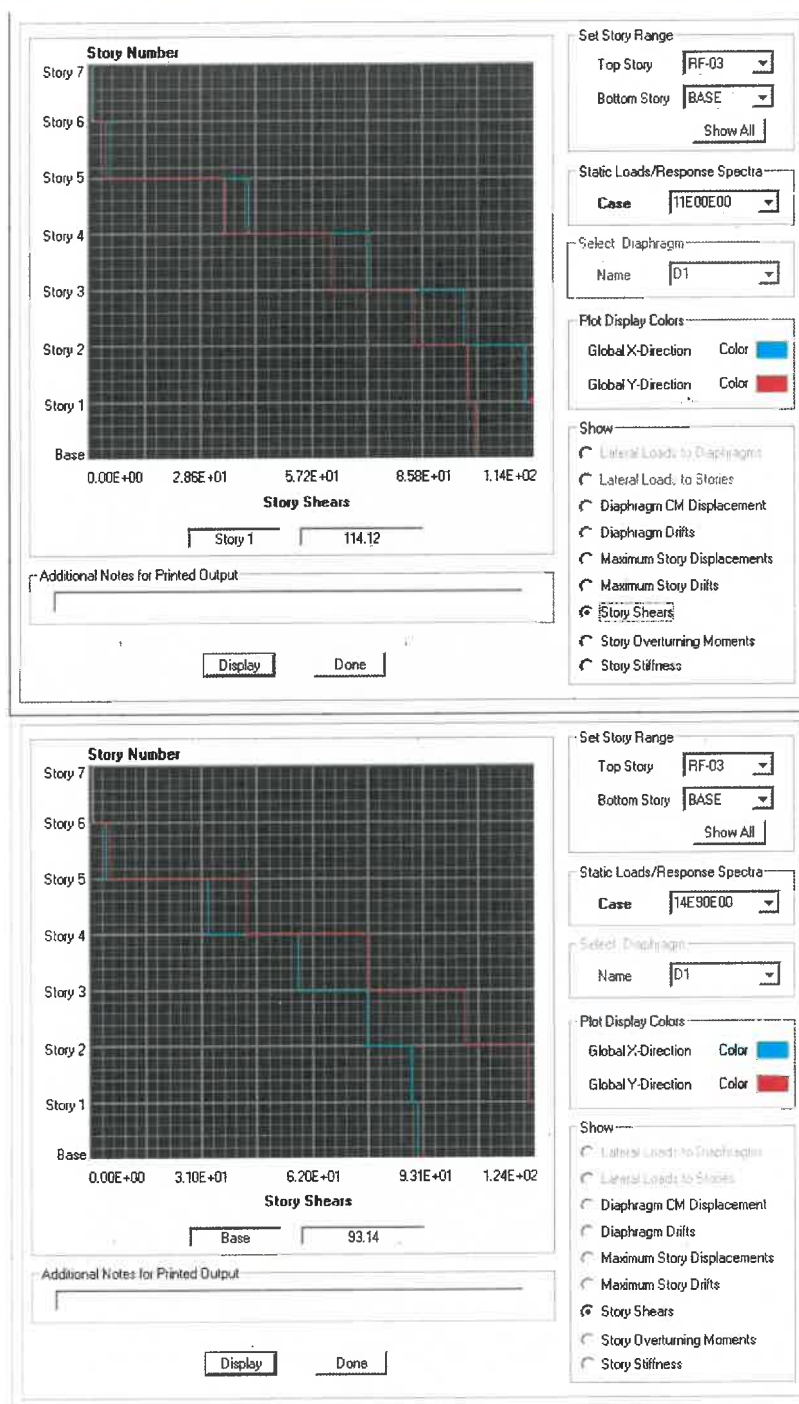 Story Number
Story 7
Story 6
Story 5
Story 4
Story 3
Story 2
Story 1
Base
0.00E+00 2.86E+01 5.72E+01 8.58E+01 1.14E+02
Story Shears
Story 1 114.12
Additional Notes for Printed Output
Display Done
Set Story Range
Top Story RF-03
Bottom Story BASE
Show All
Static Loads/Response Spectra
Case 11E00E00
Select Diaphragm
Name D1
Plot Display Colors
Global X-Direction Color
Global Y-Direction Color
Show
Lateral Loads to Diaphragms
Lateral Loads to Stories
Diaphragm CM Displacement
Diaphragm Drifts
Maximum Story Displacements
Maximum Story Drifts
Story Shears
Story Overturning Moments
Story Stiffness
Story Number
Story 7
Story 6
Story 5
Story 4
Story 3
Story 2
Story 1
Base
0.00E+00 3.10E+01 6.20E+01 9.31E+01 1.24E+02
Story Shears
Base 93.14
Additional Notes for Printed Output
Display Done
Set Story Range
Top Story RF-03
Bottom Story BASE
Show All
Static Loads/Response Spectra
Case 14E90E00
Select Diaphragm
Name D1
Plot Display Colors
Global X-Direction Color
Global Y-Direction Color
Show
Lateral Loads to Diaphragms
Lateral Loads to Stories
Diaphragm CM Displacement
Diaphragm Drifts
Maximum Story Displacements
Maximum Story Drifts
Story Shears
Story Overturning Moments
Story Stiffness